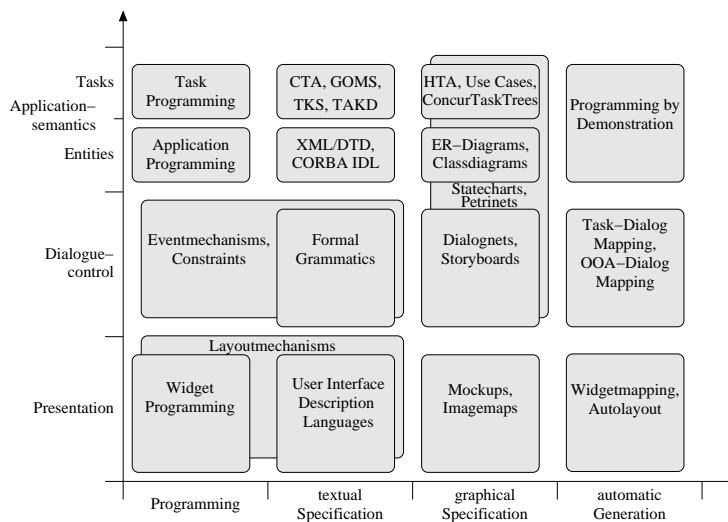 Tasks
Application–
semantics
Entities
Dialogue–
control
Presentation
Task
Programming
CTA, GOMS,
TKS, TAKD
HTA, Use Cases,
ConcurTaskTrees
Programming by
Demonstration
Application
Programming
XML/DTD,
CORBA IDL
ER–Diagrams,
Classdiagrams
Statecharts,
Petrinets
Eventmechanisms,
Constraints
Formal
Grammatics
Dialognets,
Storyboards
Task–Dialog
Mapping,
OOA–Dialog
Mapping
Layoutmechanisms
Widget
Programming
User Interface
Description
Languages
Mockups,
Imagemaps
Widgetmapping,
Autolayout
Programming
textual
Specification
graphical
Specification
automatic
Generation